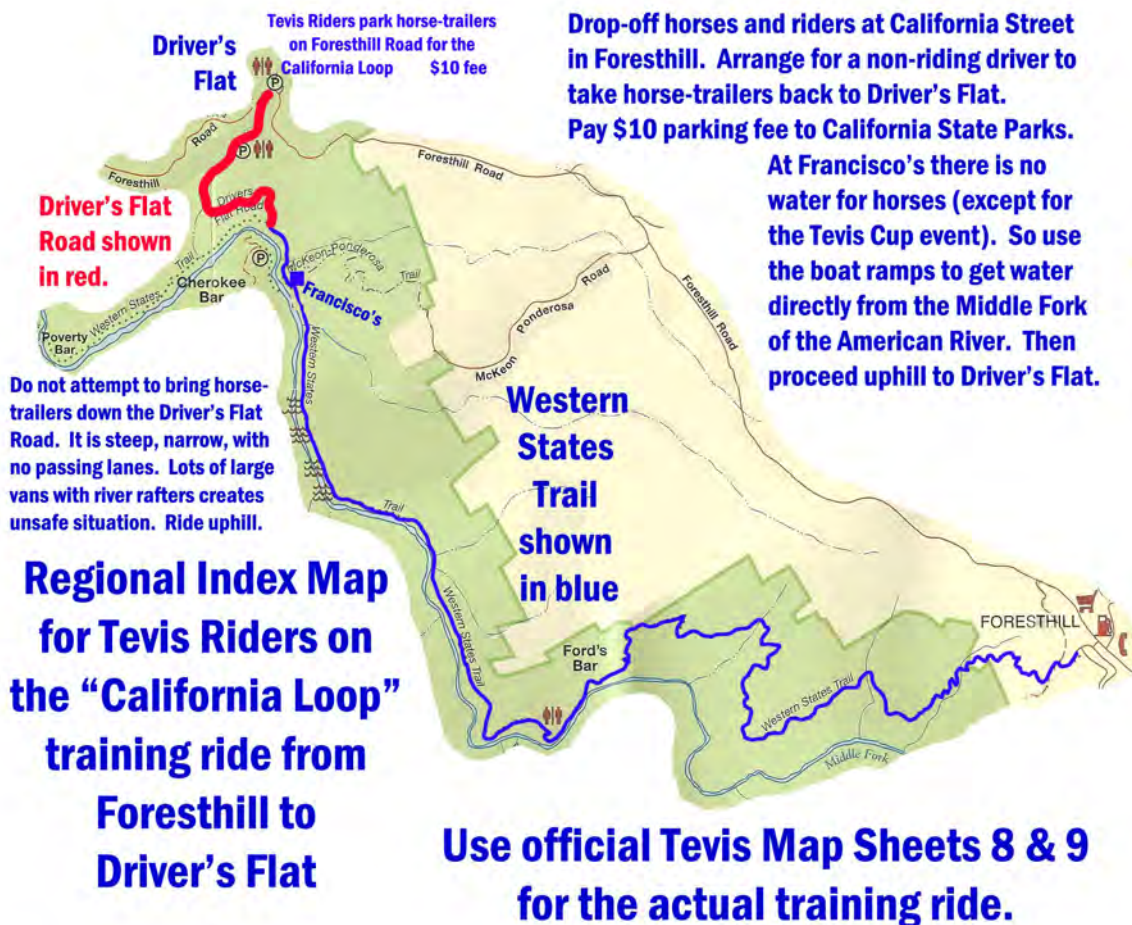 Tevis Riders park horse-trailers
on Foresthill Road for the
California Loop $10 fee
Driver's
Flat
Drop-off horses and riders at California Street
in Foresthill. Arrange for a non-riding driver to
take horse-trailers back to Driver's Flat.
Pay $10 parking fee to California State Parks.
At Francisco's there is no
water for horses (except for
the Tevis Cup event). So use
the boat ramps to get water
directly from the Middle Fork
of the American River. Then
proceed uphill to Driver's Flat.
P
P
Road
Foresthill
Foresthill Road
Driver's Flat
Road shown
in red.
Drivers
Flat Road
McKeon-Ponderosa
Trail
P
Cherokee
Bar
Francisco's
Western States Trail
Poverty
Bar
McKeon Ponderosa Road
Foresthill Road
Western States
Do not attempt to bring horse-
trailers down the Driver's Flat
Road. It is steep, narrow, with
no passing lanes. Lots of large
vans with river rafters creates
unsafe situation. Ride uphill.
Western
States
Trail
shown
in blue
Trail
Regional Index Map
for Tevis Riders on
the “California Loop”
training ride from
Foresthill to
Driver's Flat
Western States Trail
Ford's
Bar
FORESTHILL
Western States Trail
Middle Fork
Use official Tevis Map Sheets 8 & 9
for the actual training ride.